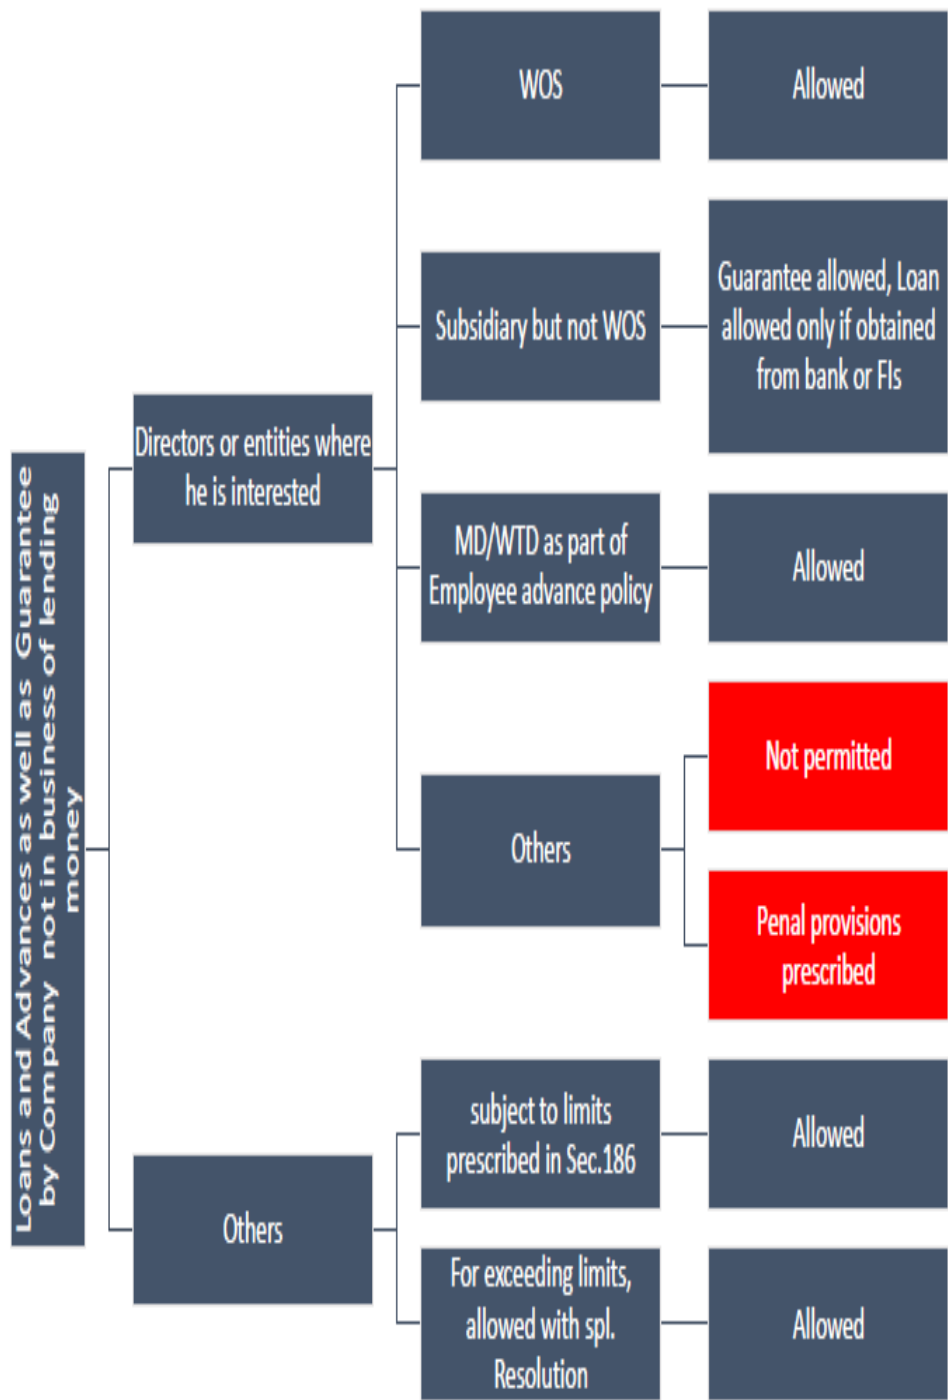 Loans and Advances as well as Guarantee
by Company not in business of lending
money
Directors or entities where
he is interested
WOS
Allowed
Subsidiary but not WOS
Guarantee allowed, Loan
allowed only if obtained
from bank or FIs
MD/WTD as part of
Employee advance policy
Allowed
Others
Not permitted
Penal provisions
prescribed
Others
subject to limits
prescribed in Sec.186
Allowed
For exceeding limits,
allowed with spl.
Resolution
Allowed